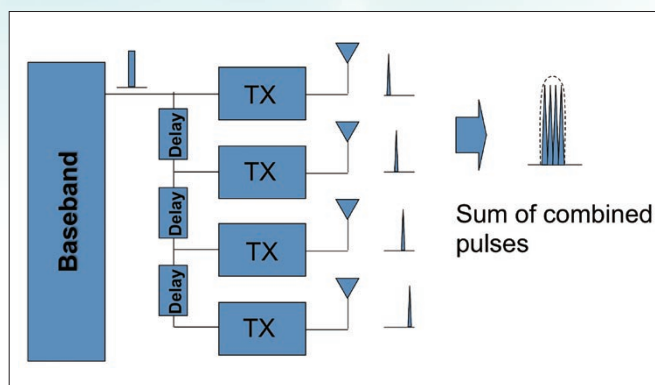 Baseband
TX
Delay
TX
Delay
TX
Delay
TX
Sum of combined
pulses